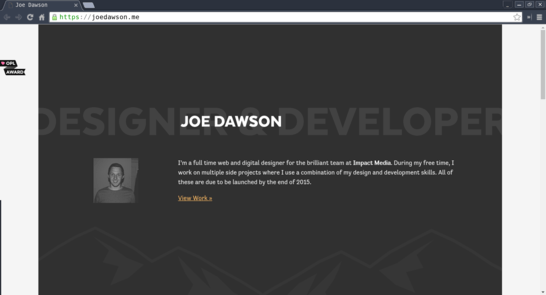 Joe Dawson
https://joedawson.me
OPL
AWARDS
DESIGNER & DEVELOPER
JOE DAWSON
I'm a full time web and digital designer for the brilliant team at Impact Media. During my free time, I
work on multiple side projects where I use a combination of my design and development skills. All of
these are due to be launched by the end of 2015.
View Work »